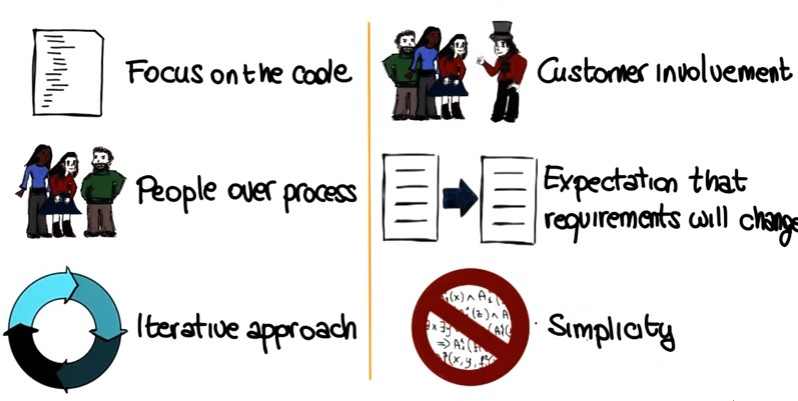 Focus on the code
People over process
Iterative approach
Customer involvement
Expectation that
requirements will change
Simplicity